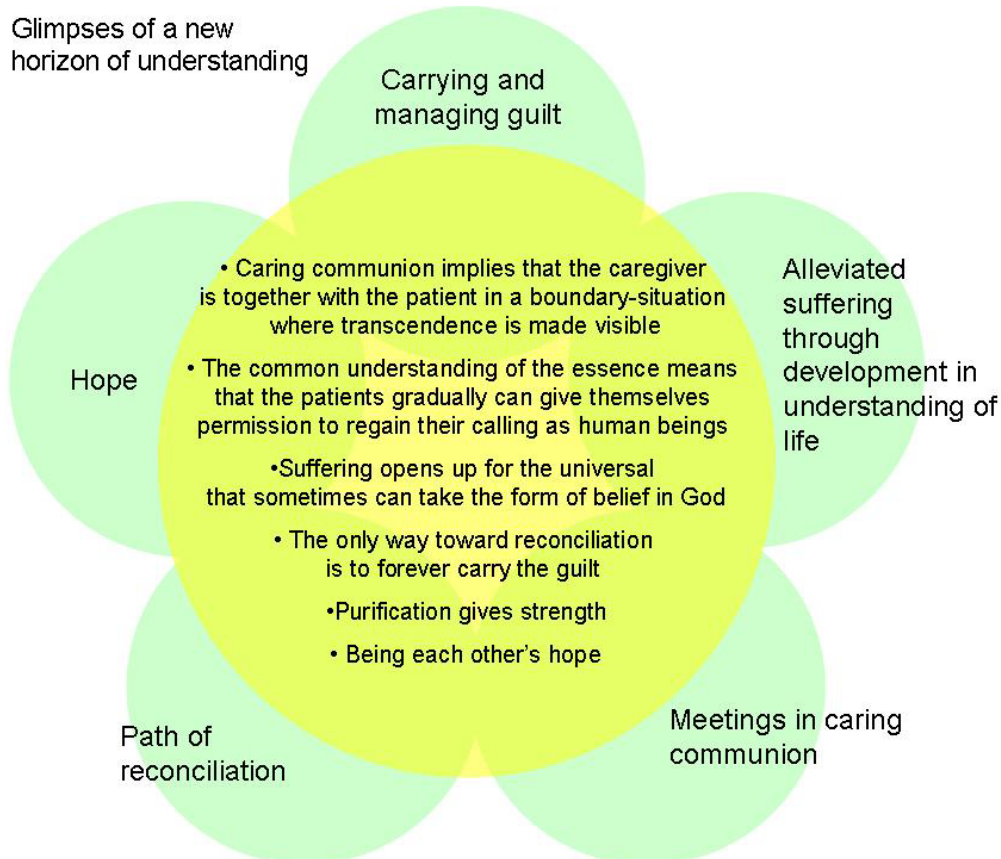 Glimpses of a new
horizon of understanding
Carrying and
managing guilt
• Caring communion implies that the caregiver
is together with the patient in a boundary-situation
where transcendence is made visible
• The common understanding of the essence means
that the patients gradually can give themselves
permission to regain their calling as human beings
•Suffering opens up for the universal
that sometimes can take the form of belief in God
• The only way toward reconciliation
is to forever carry the guilt
•Purification gives strength
• Being each other's hope
Alleviated
suffering
through
development in
understanding of
life
Hope
Path of
reconciliation
Meetings in caring
communion